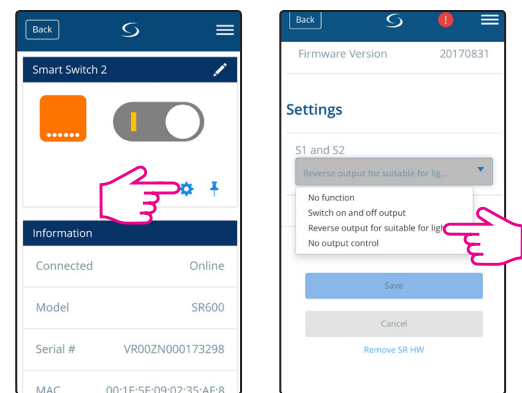 Back
Smart Switch 2
Information
Connected Online
Model SR600
Serial # VR00ZN000173298
MAC 00:1E:5E:09:02:35:AF:8
Back
!
Firmware Version 20170831
Settings
S1 and S2
Reverse output for suitable for lig...
No function
Switch on and off output
Reverse output for suitable for ligh
No output control
Save
Cancel
Remove SR HW